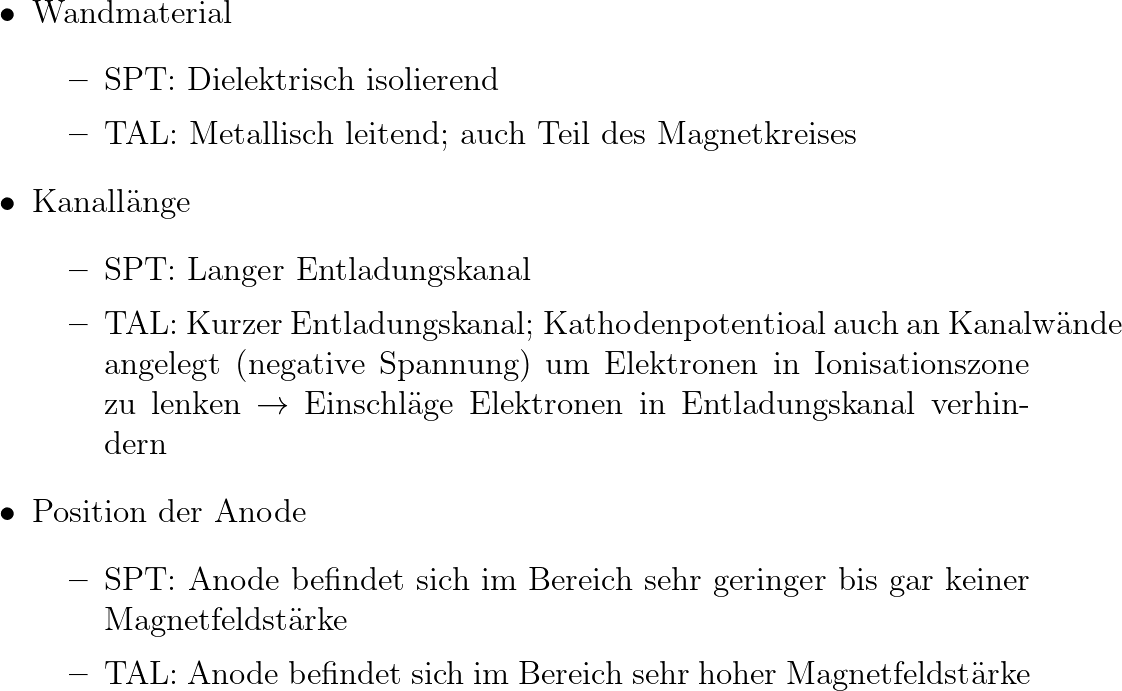 • Wandmaterial
– SPT: Dielektrisch isolierend
– TAL: Metallisch leitend; auch Teil des Magnetkreises
• Kanallänge
– SPT: Langer Entladungskanal
– TAL: Kurzer Entladungskanal; Kathodenpotentioal auch an Kanalwände
angelegt (negative Spannung) um Elektronen in Ionisationszone
zu lenken → Einschläge Elektronen in Entladungskanal verhin-
dern
• Position der Anode
– SPT: Anode befindet sich im Bereich sehr geringer bis gar keiner
Magnetfeldstärke
– TAL: Anode befindet sich im Bereich sehr hoher Magnetfeldstärke